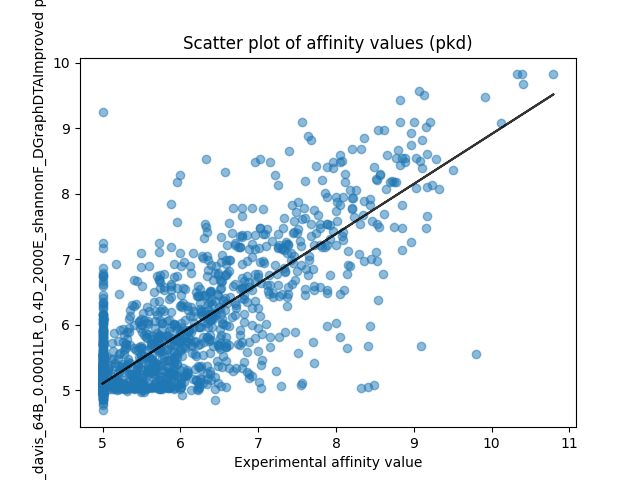 Scatter plot of affinity values (pkd)
_davis_64B_0.0001LR_0.4D_2000E_shannonF_DGraphDTAImproved
10
9
8
7
6
5
5 6 7 8 9 10 11
Experimental affinity value